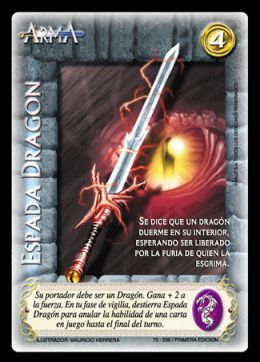 ARMA
4
ESPADA DRAGON
SE DICE QUE UN DRAGÓN
DUERME EN SU INTERIOR,
ESPERANDO SER LIBERADO
POR LA FURIA DE QUIEN LA
ESGRIMA.
Su portador debe ser un Dragón. Gana + 2 a
la fuerza. En tu fase de vigilia, destierra Espada
Dragón para anular la habilidad de una carta
en juego hasta el final del turno.
ILUSTRADOR: MAURICIO HERRERA
73 - 236 / PRIMERA EDICION